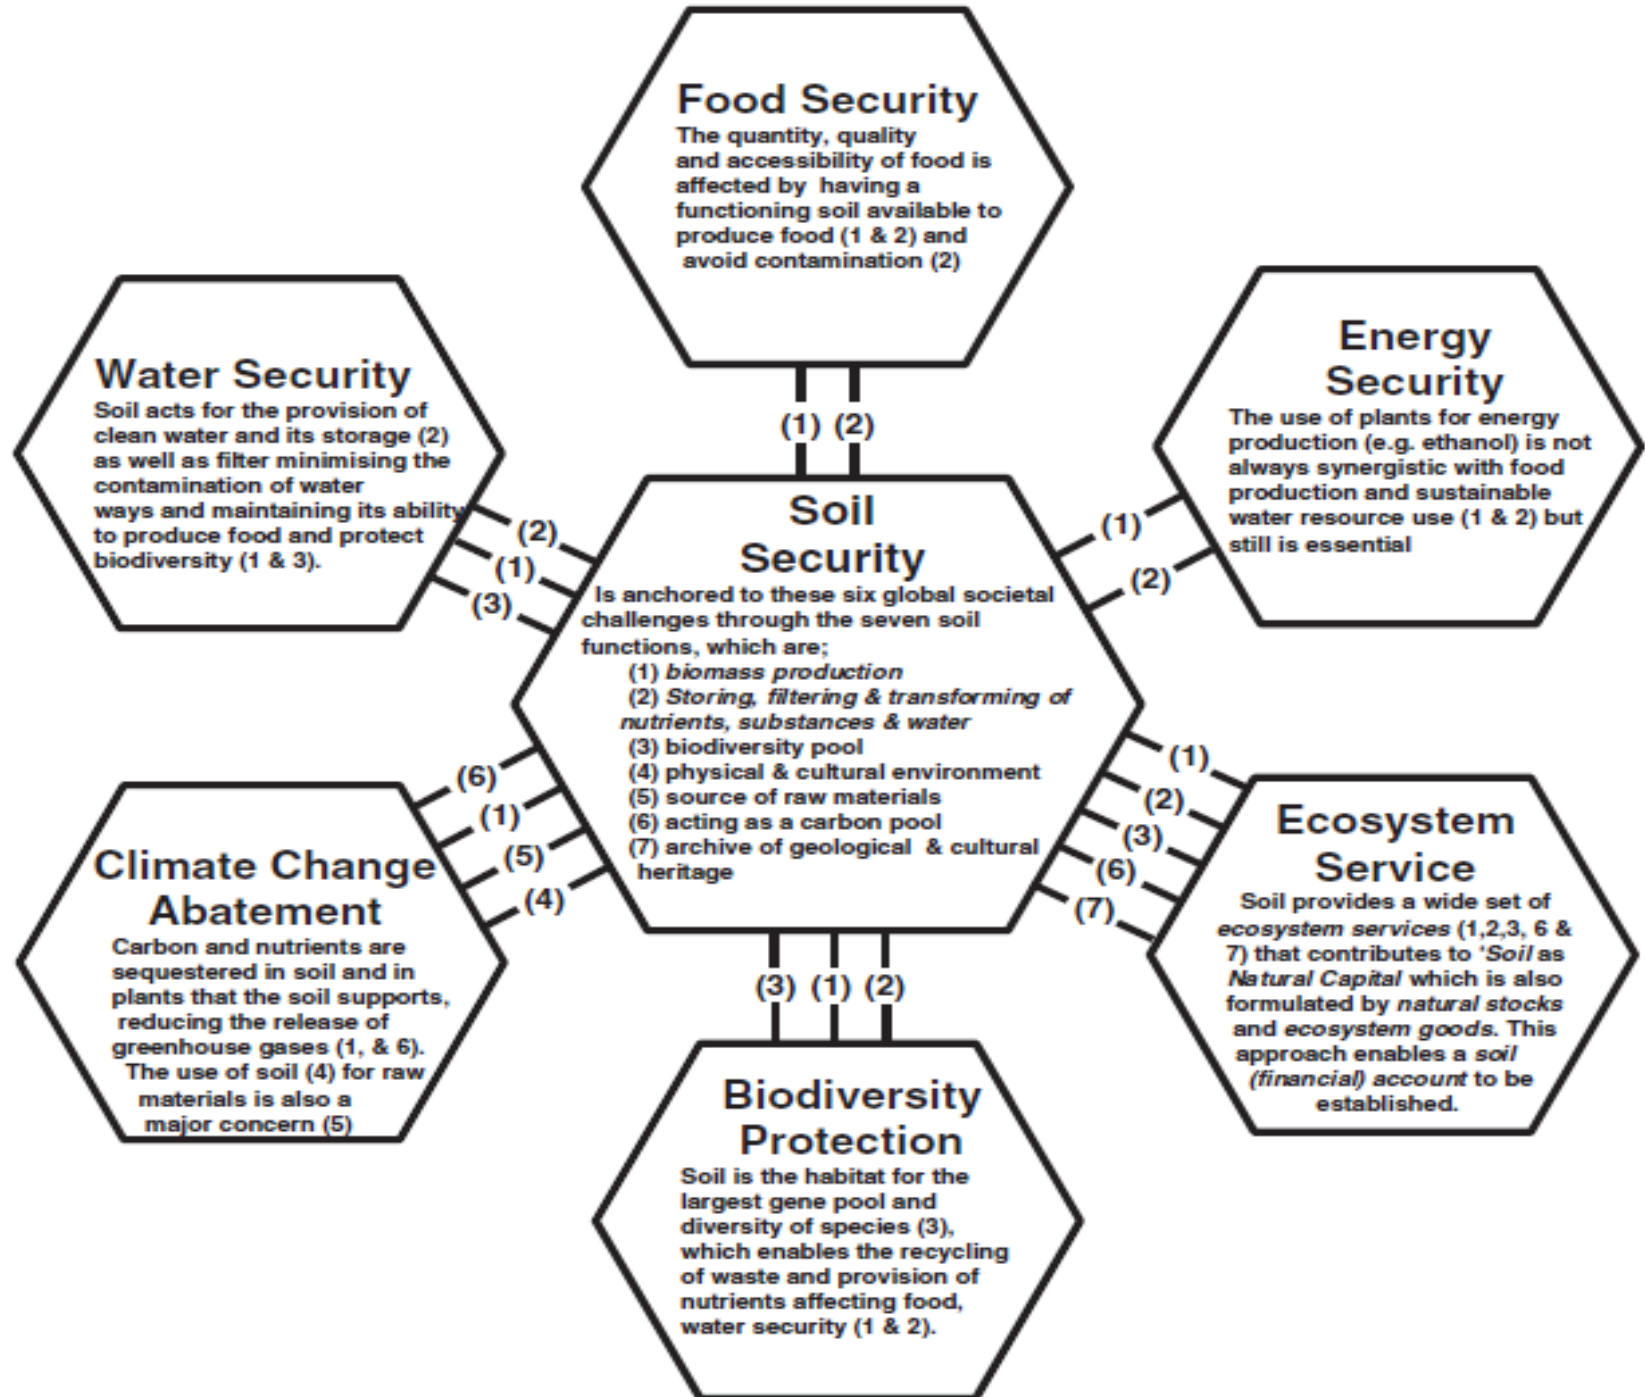 Food Security
The quantity, quality
and accessibility of food is
affected by having a
functioning soil available to
produce food (1 & 2) and
avoid contamination (2)
Water Security
Soil acts for the provision of
clean water and its storage (2)
as well as filter minimising the
contamination of water
ways and maintaining its ability
to produce food and protect
biodiversity (1 & 3).
Energy
Security
The use of plants for energy
production (e.g. ethanol) is not
always synergistic with food
production and sustainable
water resource use (1 & 2) but
still is essential
(1) (2)
(2)
(1)
(3)
(1)
(2)
Soil
Security
Is anchored to these six global societal
challenges through the seven soil
functions, which are;
(1) biomass production
(2) Storing, filtering & transforming of
nutrients, substances & water
(3) biodiversity pool
(4) physical & cultural environment
(5) source of raw materials
(6) acting as a carbon pool
(7) archive of geological & cultural
heritage
(6)
(1)
(5)
(4)
(1)
(2)
(3)
(6)
(7)
Climate Change
Abatement
Carbon and nutrients are
sequestered in soil and in
plants that the soil supports,
reducing the release of
greenhouse gases (1, & 6).
The use of soil (4) for raw
materials is also a
major concern (5)
Ecosystem
Service
Soil provides a wide set of
ecosystem services (1,2,3, 6 &
7) that contributes to 'Soil as
Natural Capital which is also
formulated by natural stocks
and ecosystem goods. This
approach enables a soil
(financial) account to be
established.
(3) (1) (2)
Biodiversity
Protection
Soil is the habitat for the
largest gene pool and
diversity of species (3),
which enables the recycling
of waste and provision of
nutrients affecting food,
water security (1 & 2).